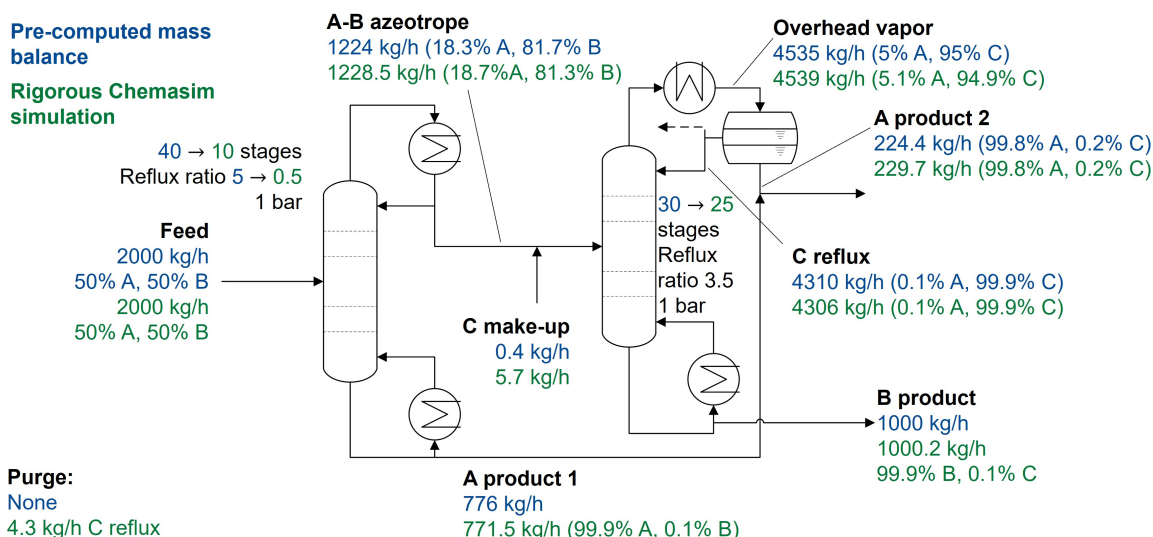 Pre-computed mass
balance
Rigorous Chemasim
simulation
A-B azeotrope
1224 kg/h (18.3% A, 81.7% B
1228.5 kg/h (18.7%A, 81.3% B)
Overhead vapor
4535 kg/h (5% A, 95% C)
4539 kg/h (5.1% A, 94.9% C)
A product 2
224.4 kg/h (99.8% A, 0.2% C)
229.7 kg/h (99.8% A, 0.2% C)
40 → 10 stages
Reflux ratio 5 → 0.5
1 bar
Feed
2000 kg/h
50% A, 50% B
2000 kg/h
50% A, 50% B
30 → 25
stages
Reflux
ratio 3.5
1 bar
C reflux
4310 kg/h (0.1% A, 99.9% C)
4306 kg/h (0.1% A, 99.9% C)
C make-up
0.4 kg/h
5.7 kg/h
B product
1000 kg/h
1000.2 kg/h
99.9% B, 0.1% C
Purge:
None
4.3 kg/h C reflux
A product 1
776 kg/h
771.5 kg/h (99.9% A, 0.1% B)